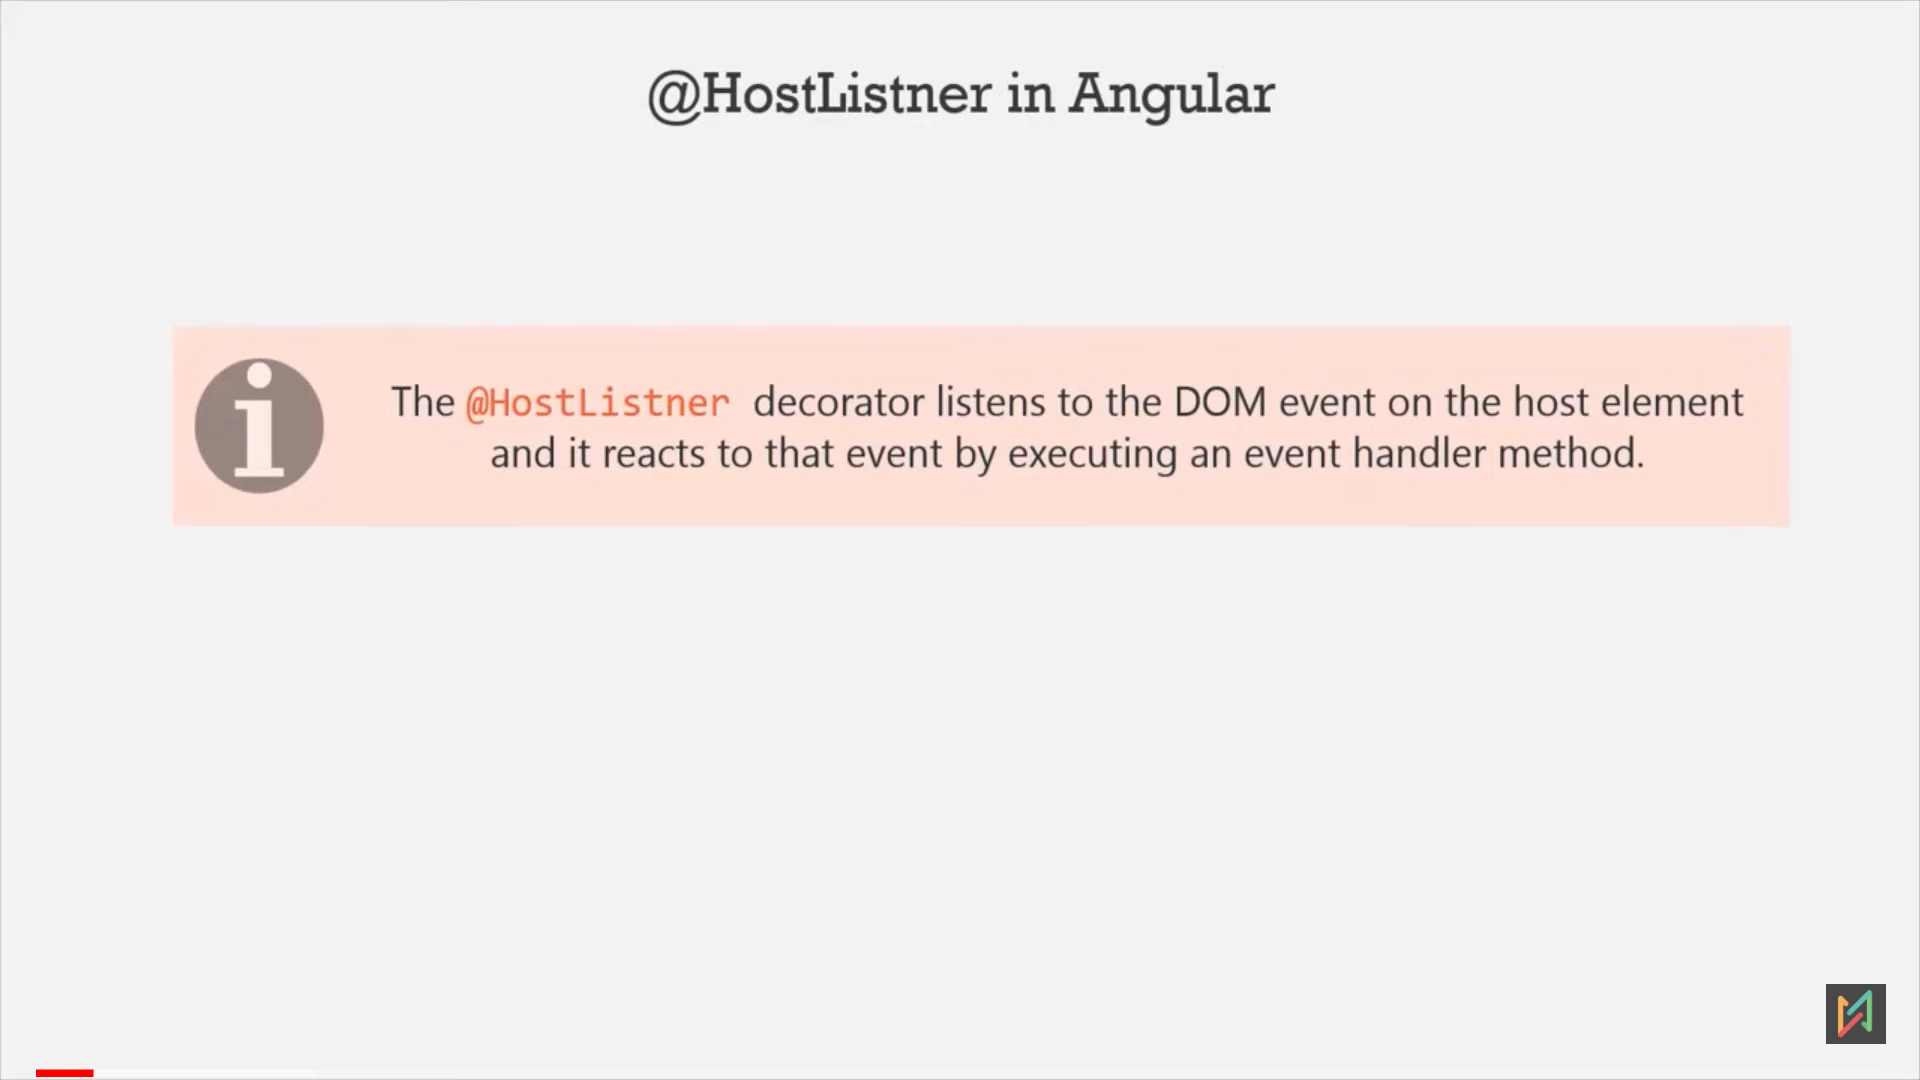 @HostListner in Angular
The @HostListner decorator listens to the DOM event on the host element
and it reacts to that event by executing an event handler method.